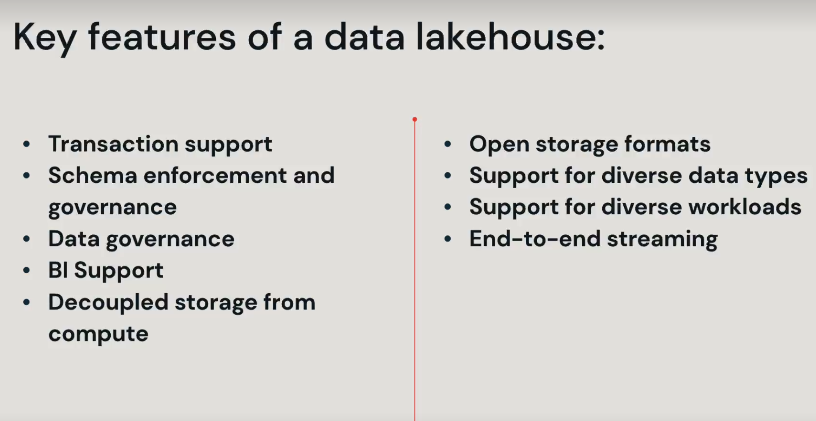 Key features of a data lakehouse:
• Transaction support
• Schema enforcement and
governance
• Data governance
• BI Support
• Decoupled storage from
compute
• Open storage formats
• Support for diverse data types
• Support for diverse workloads
• End-to-end streaming